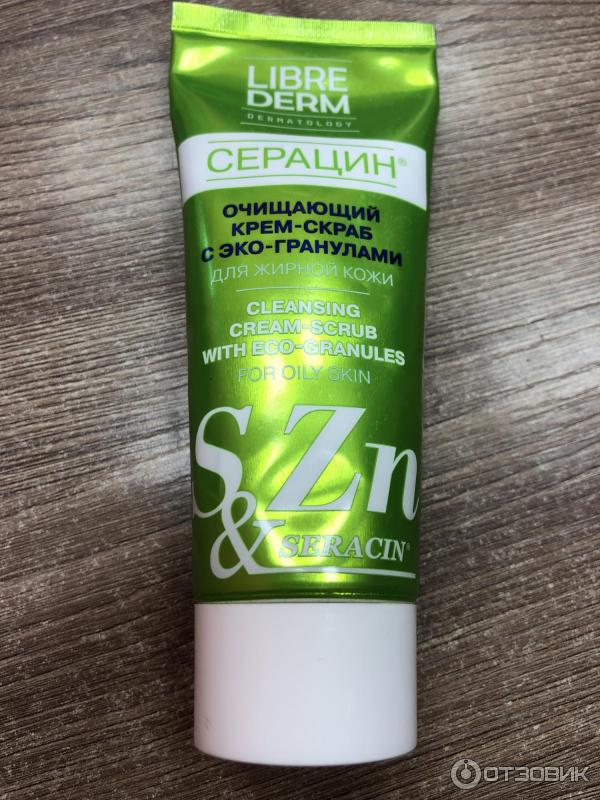 LIBRE
DERM
DERMATOLOGY
СЕРАЦИН®
ОЧИЩАЮЩИЙ
КРЕМ-СКРАБ
С ЭКО-ГРАНУЛАМИ
ДЛЯ ЖИРНОЙ КОЖИ
CLEANSING
CREAM-SCRUB
WITH ECO-GRANULES
FOR OILY SKIN
S Zn
& SERACIN®
ОТЗОВИК